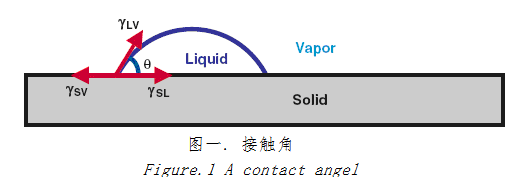 γLV
Vapor
Liquid
θ
γSV
γSL
Solid
图一. 接触角
Figure.1 A contact angel